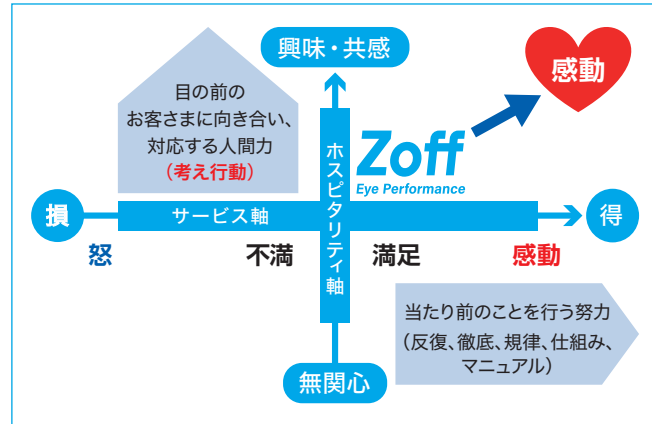 興味・共感
感動
目の前の
お客さまに向き合い、
対応する人間力
（考え行動）
Zoff
Eye Performance
ホスピタリティ軸
損
サービス軸
得
怒
不満
満足
感動
当たり前のことを行う努力
（反復、徹底、規律、仕組み、
マニュアル）
無関心